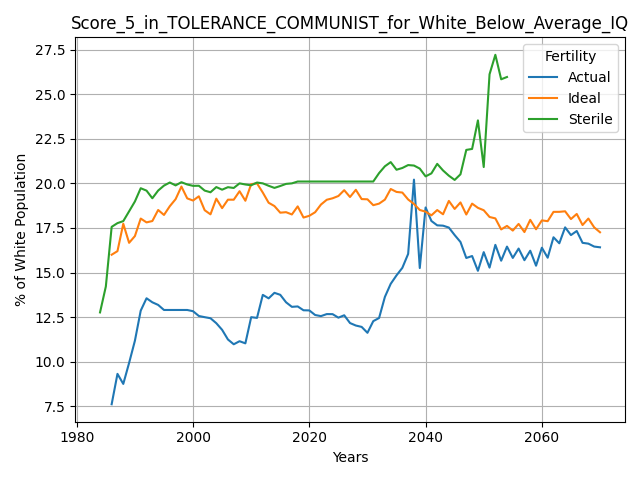 Score_5_in_TOLERANCE_COMMUNIST_for_White_Below_Average_IQ
Fertility
Actual
Ideal
Sterile
% of White Population
27.5
25.0
22.5
20.0
17.5
15.0
12.5
10.0
7.5
1980 2000 2020 2040 2060
Years